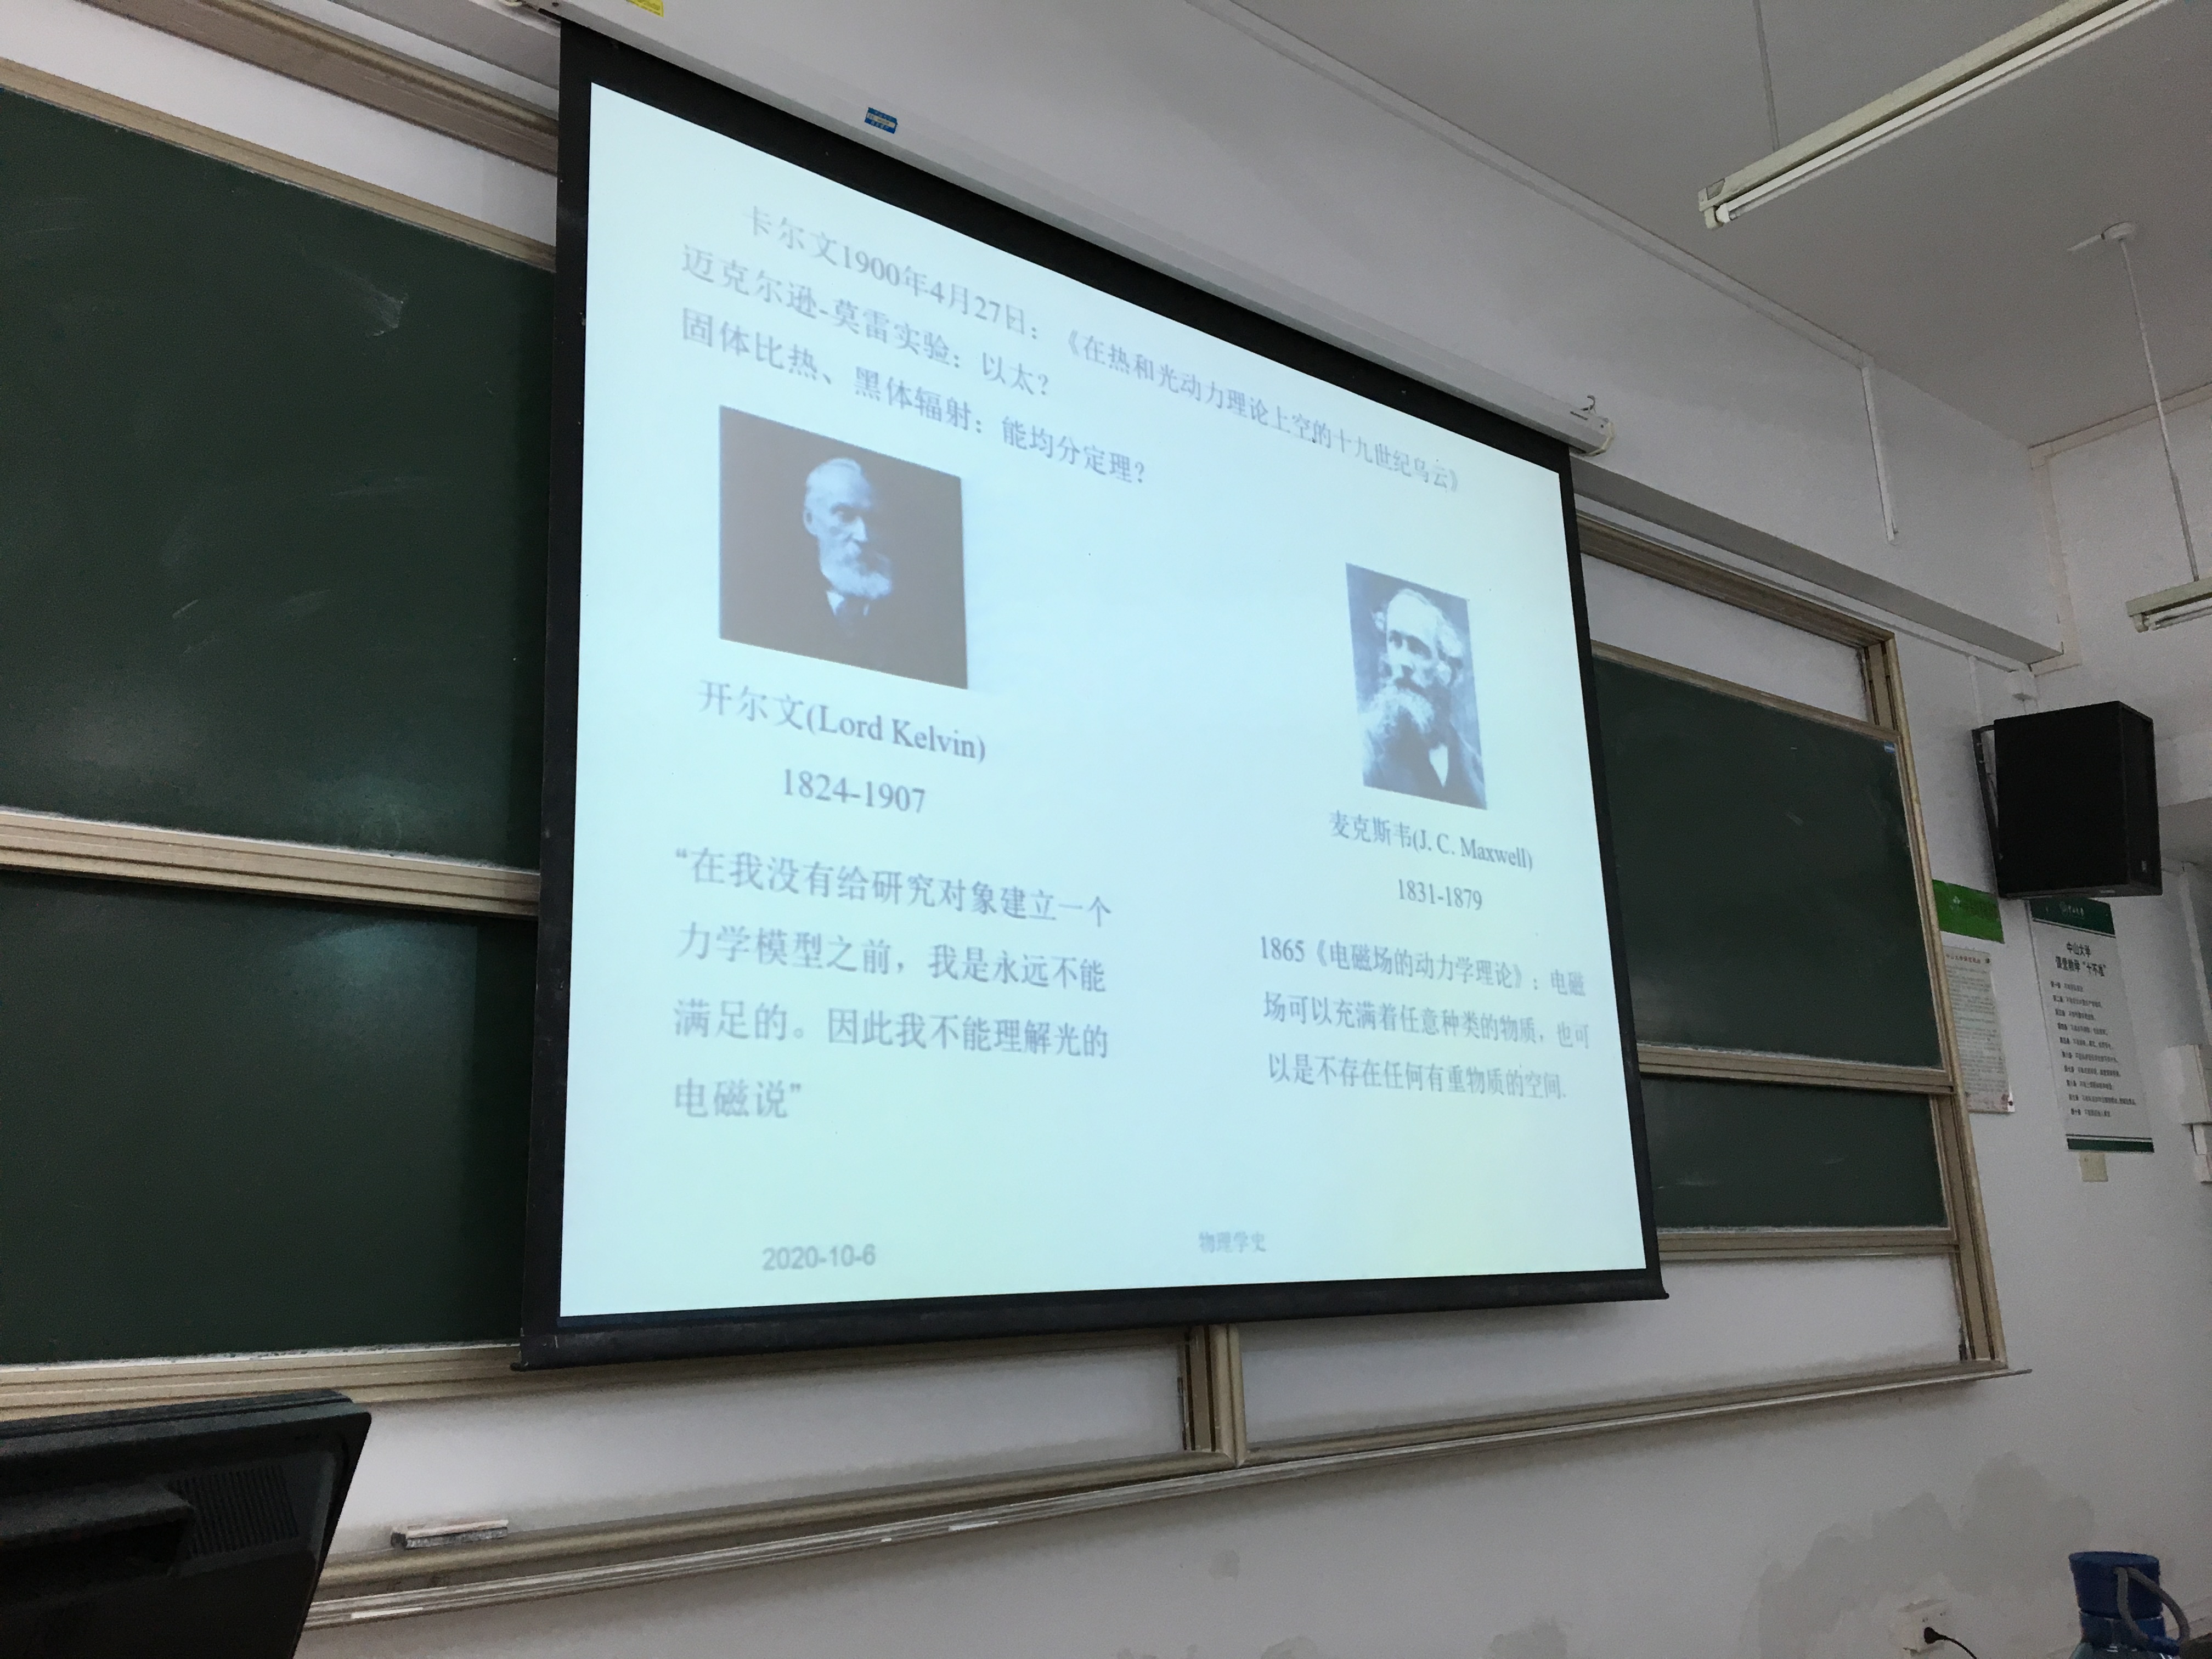 卡尔文1900年4月27日：《在热和光动力理论上空的十九世纪乌云》
迈克尔逊-莫雷实验：以太？
固体比热、黑体辐射：能均分定理？
开尔文(Lord Kelvin)
1824-1907
“在我没有给研究对象建立一个
力学模型之前，我是永远不能
满足的。因此我不能理解光的
电磁说”
麦克斯韦(J. C. Maxwell)
1831-1879
1865《电磁场的动力学理论》：电磁
场可以充满着任意种类的物质，也可
以是不存在任何有重物质的空间.
2020-10-6
物理学史
中山大学
课堂教学“十不准”